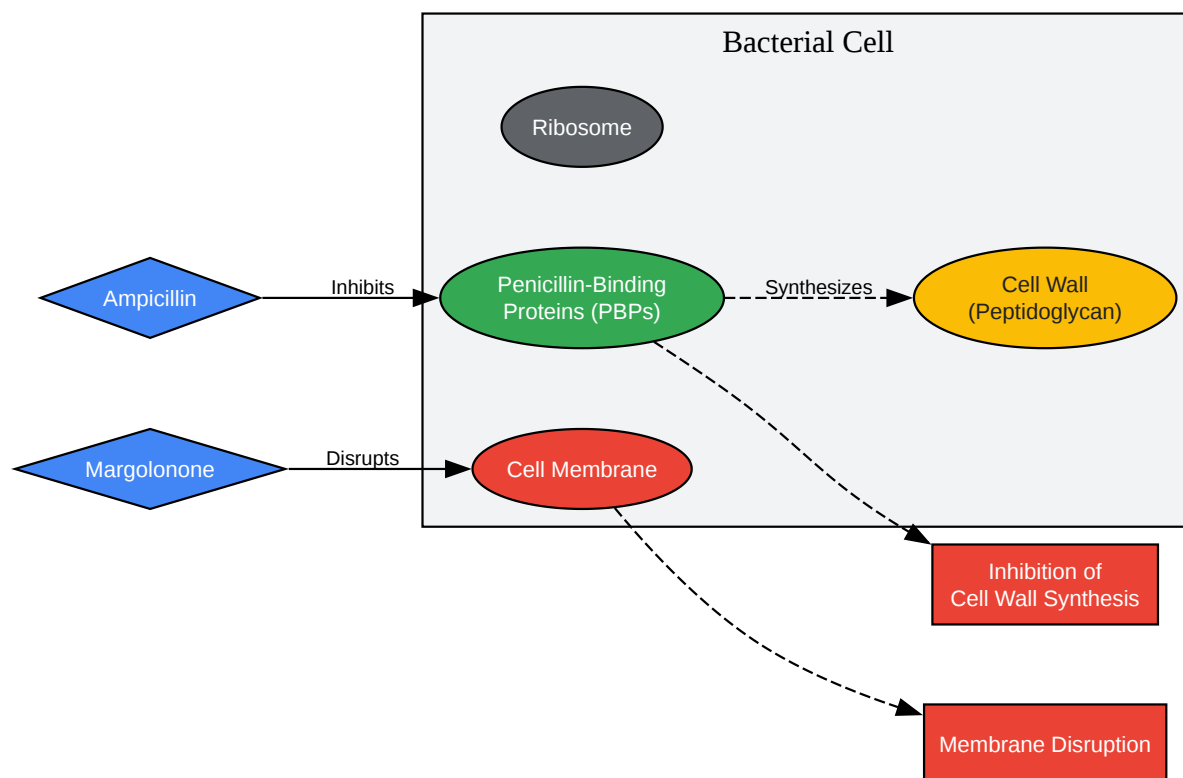 Bacterial Cell
Ribosome
Ampicillin
Inhibits
Penicillin-Binding
Proteins (PBPs)
Synthesizes
Cell Wall
(Peptidoglycan)
Margolonone
Disrupts
Cell Membrane
Inhibition of
Cell Wall Synthesis
Membrane Disruption